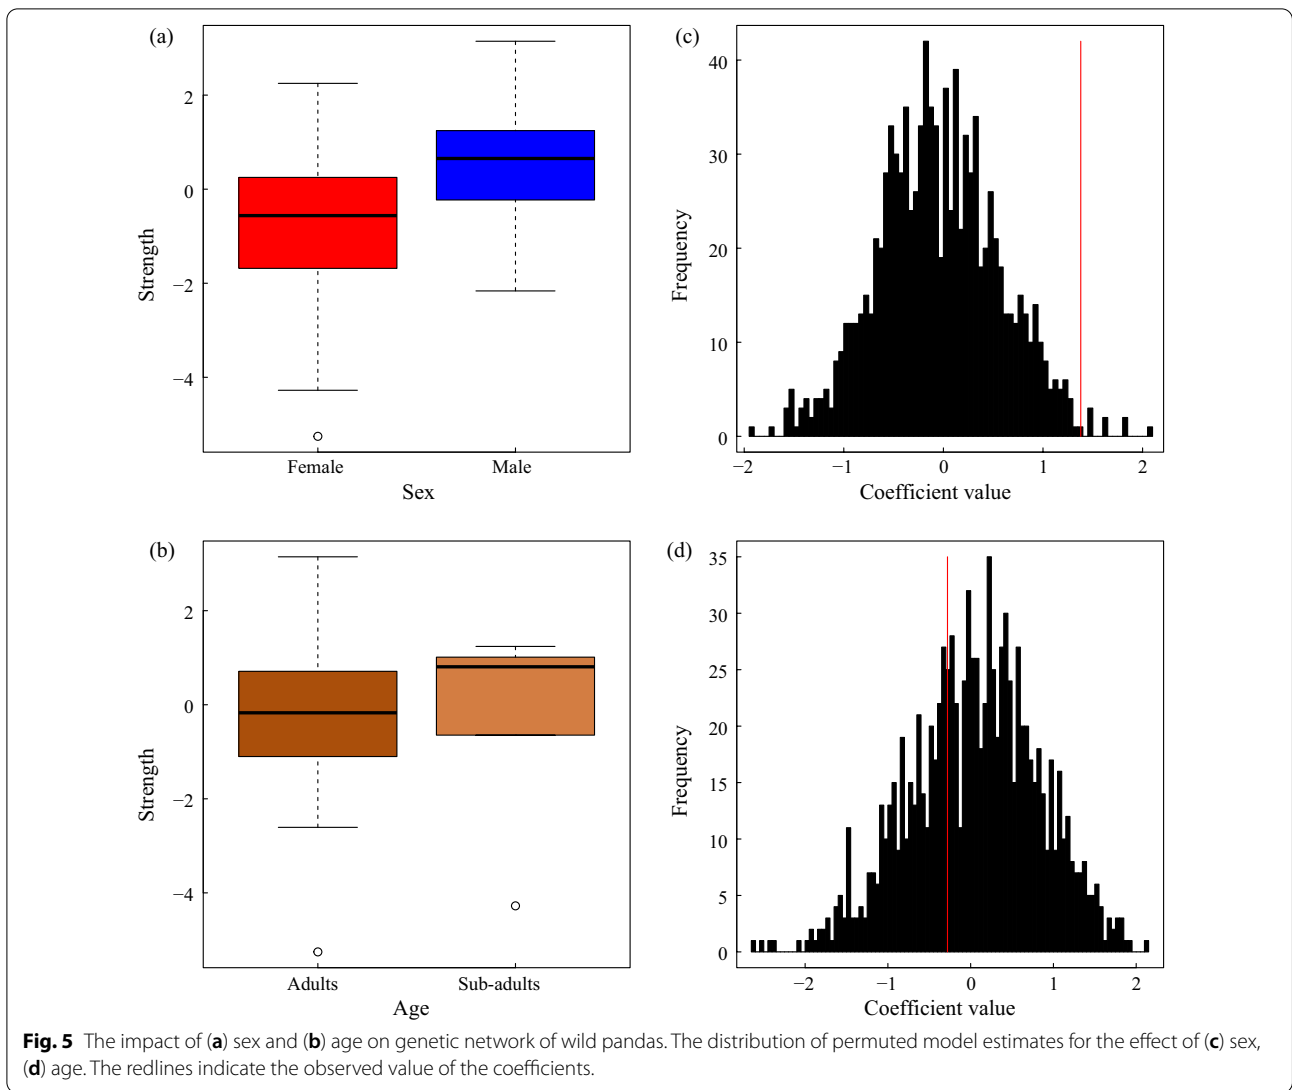 (a)
2
0
−2
−4
Strength
Female Male
Sex
(c)
40
30
20
10
0
Frequency
−2 −1 0 1 2
Coefficient value
(b)
2
0
−2
−4
Strength
Adults Sub-adults
Age
(d)
35
30
25
20
15
10
5
0
Frequency
−2 −1 0 1 2
Coefficient value
Fig. 5 The impact of (a) sex and (b) age on genetic network of wild pandas. The distribution of permuted model estimates for the effect of (c) sex,
(d) age. The redlines indicate the observed value of the coefficients.